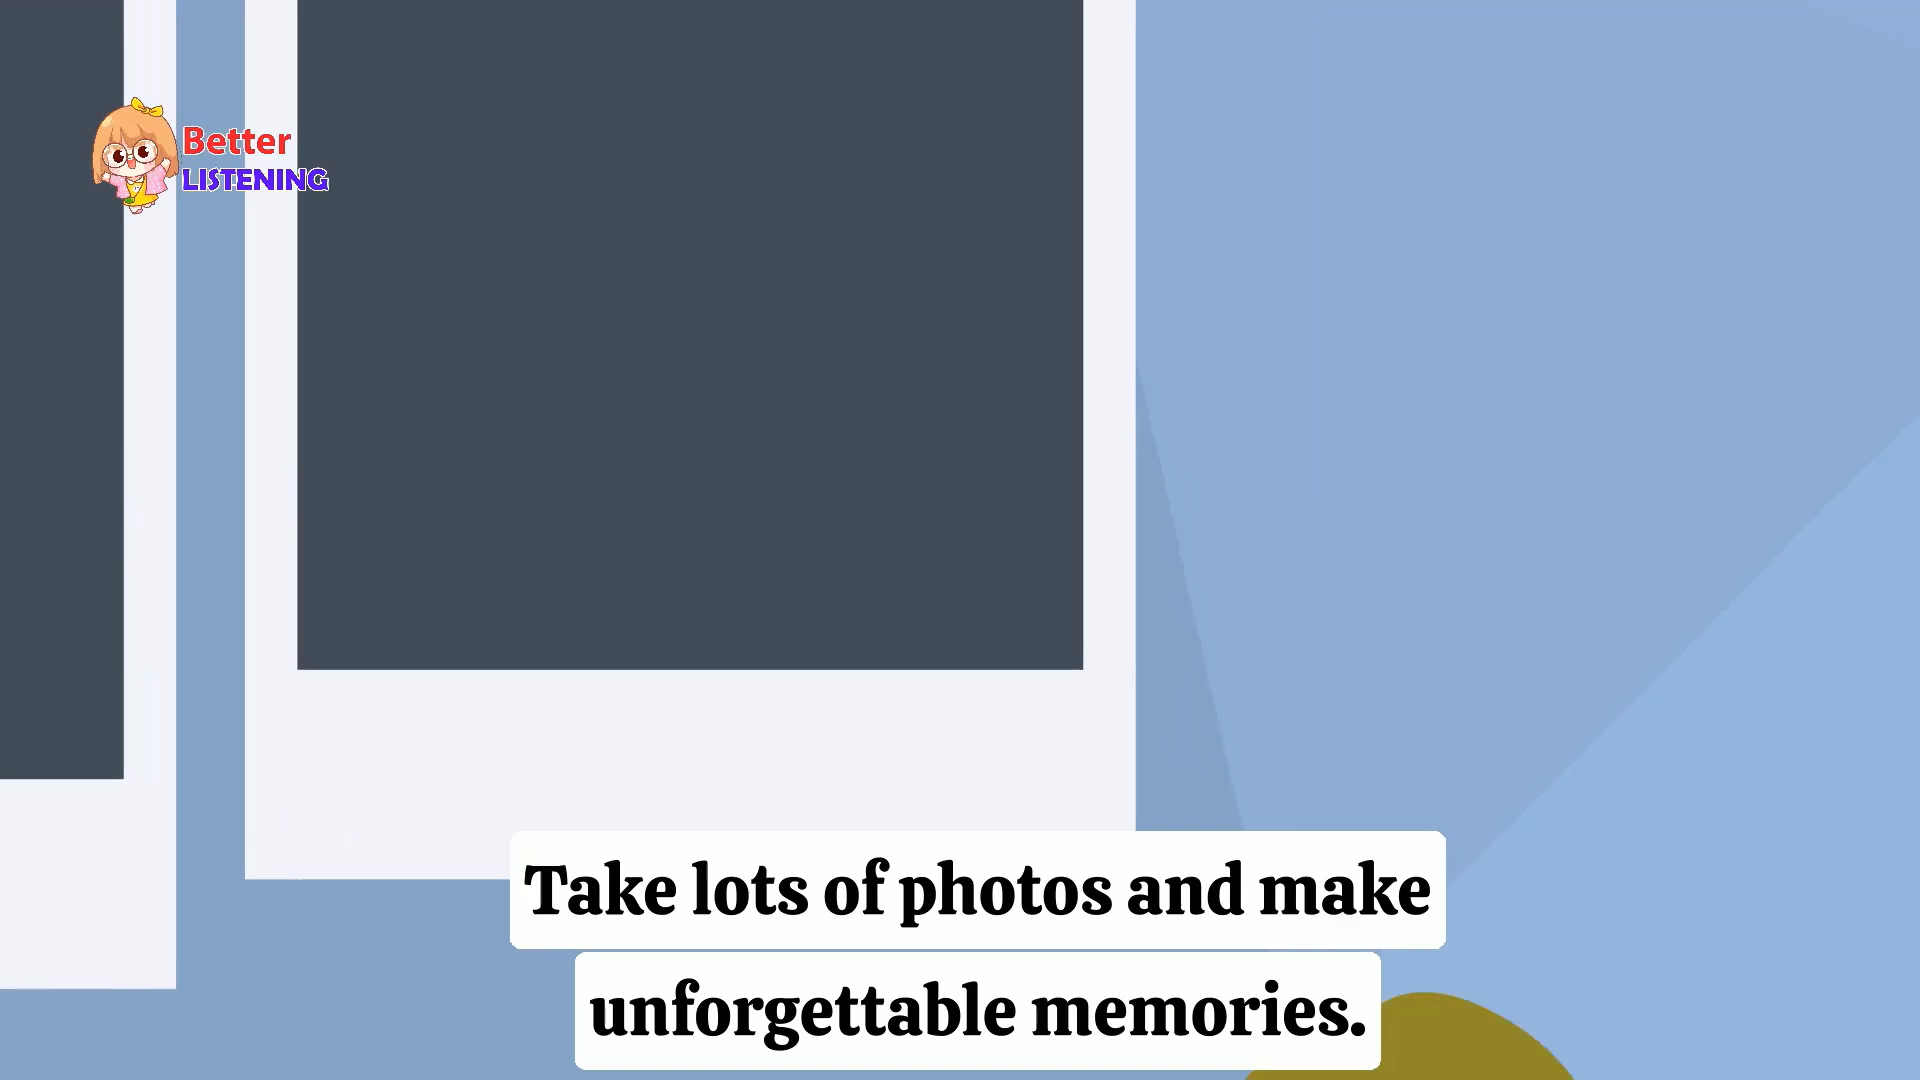 Better
LISTENING
Take lots of photos and make
unforgettable memories.